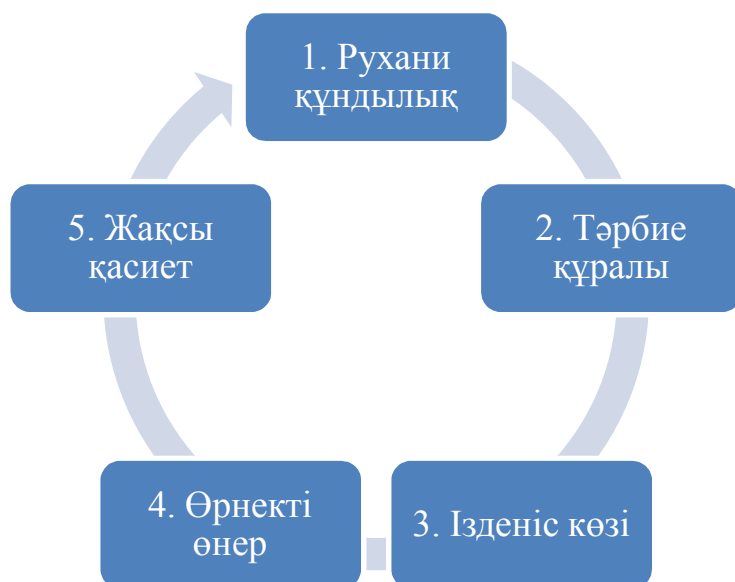 1. Рухани
құндылық
2. Тәрбие
құралы
3. Ізденіс көзі
4. Өрнекті
өнер
5. Жақсы
қасиет